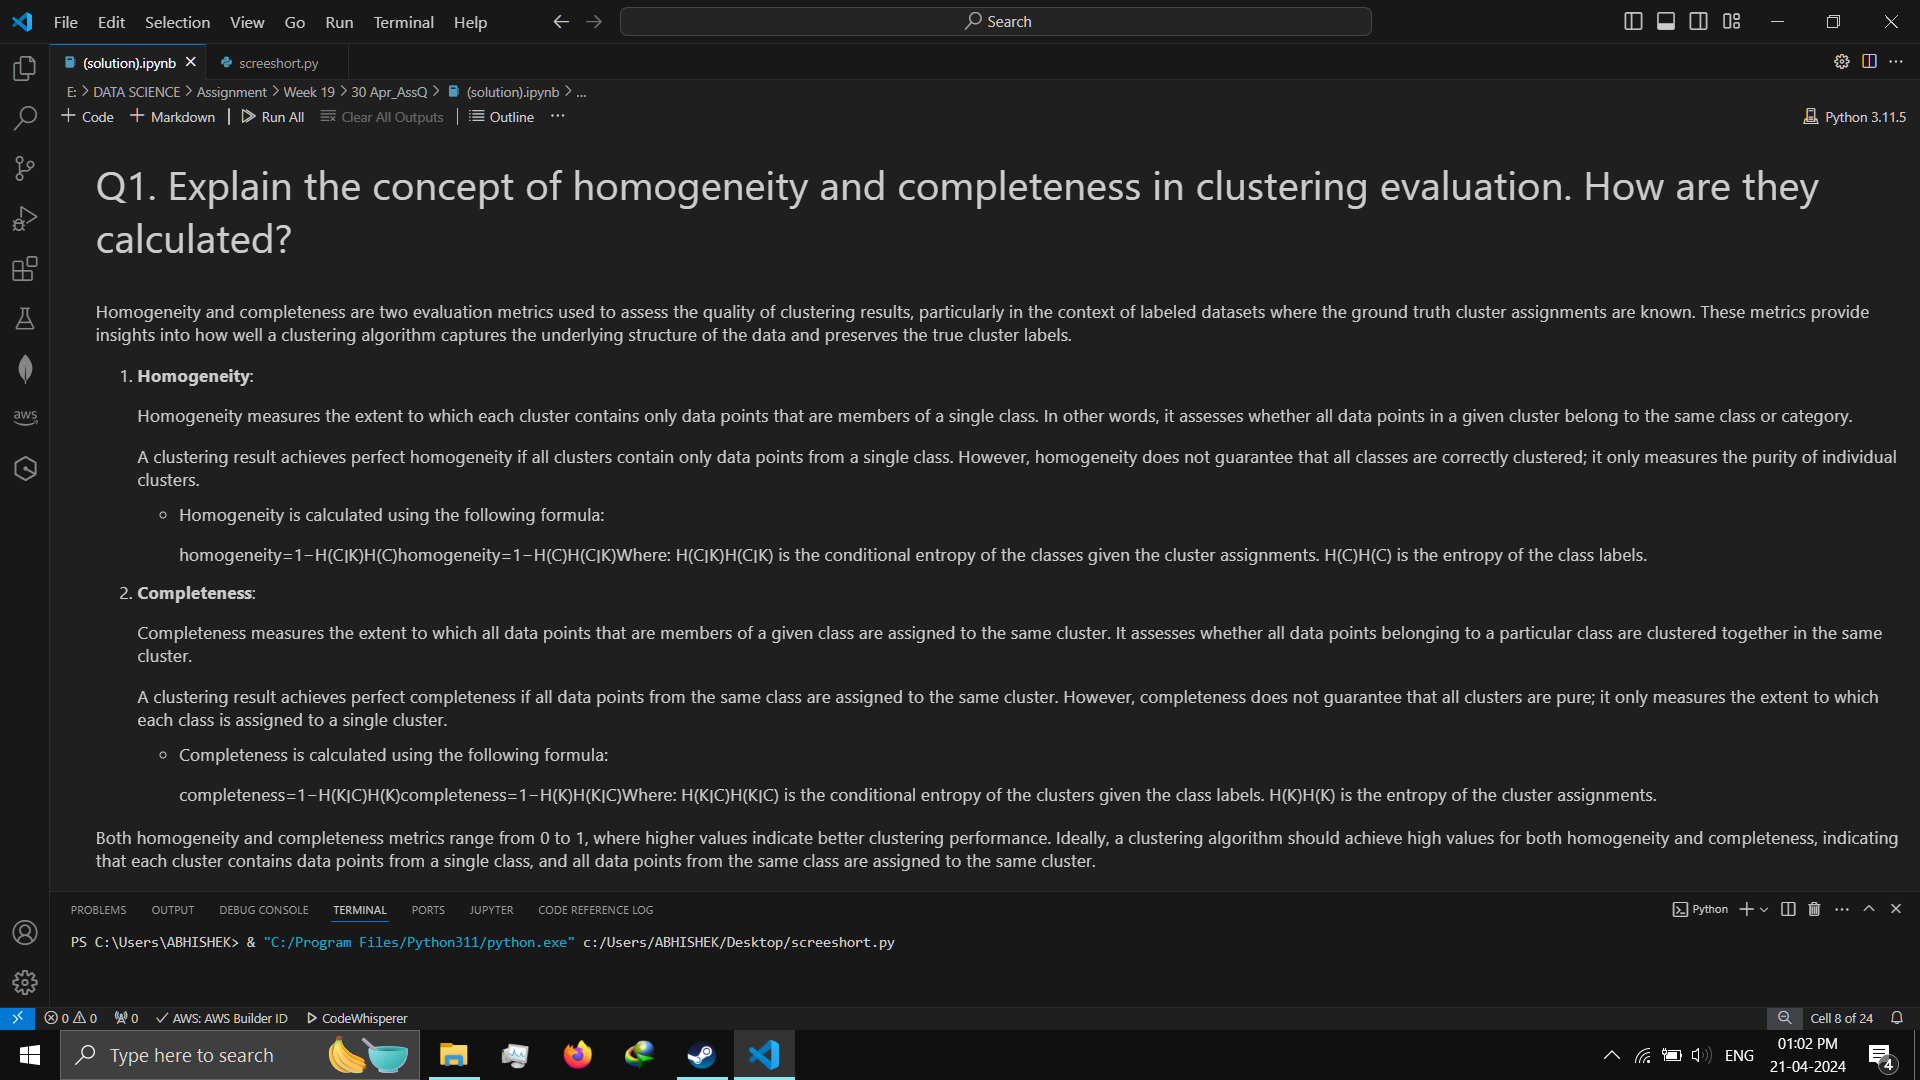 File Edit Selection View Go Run Terminal Help Search
(solution).ipynb screeshort.py
E: > DATA SCIENCE > Assignment > Week 19 > 30 Apr_AssQ > (solution).ipynb > ...
+ Code + Markdown | Run All Clear All Outputs | Outline ... Python 3.11.5
Q1. Explain the concept of homogeneity and completeness in clustering evaluation. How are they
calculated?
Homogeneity and completeness are two evaluation metrics used to assess the quality of clustering results, particularly in the context of labeled datasets where the ground truth cluster assignments are known. These metrics provide
insights into how well a clustering algorithm captures the underlying structure of the data and preserves the true cluster labels.
1. Homogeneity:
Homogeneity measures the extent to which each cluster contains only data points that are members of a single class. In other words, it assesses whether all data points in a given cluster belong to the same class or category.
A clustering result achieves perfect homogeneity if all clusters contain only data points from a single class. However, homogeneity does not guarantee that all classes are correctly clustered; it only measures the purity of individual
clusters.
◦ Homogeneity is calculated using the following formula:
homogeneity=1−H(C∣K)H(C)homogeneity=1−H(C)H(C∣K)Where: H(C∣K)H(C∣K) is the conditional entropy of the classes given the cluster assignments. H(C)H(C) is the entropy of the class labels.
2. Completeness:
Completeness measures the extent to which all data points that are members of a given class are assigned to the same cluster. It assesses whether all data points belonging to a particular class are clustered together in the same
cluster.
A clustering result achieves perfect completeness if all data points from the same class are assigned to the same cluster. However, completeness does not guarantee that all clusters are pure; it only measures the extent to which
each class is assigned to a single cluster.
◦ Completeness is calculated using the following formula:
completeness=1−H(K∣C)H(K)completeness=1−H(K)H(K∣C)Where: H(K∣C)H(K∣C) is the conditional entropy of the clusters given the class labels. H(K)H(K) is the entropy of the cluster assignments.
Both homogeneity and completeness metrics range from 0 to 1, where higher values indicate better clustering performance. Ideally, a clustering algorithm should achieve high values for both homogeneity and completeness, indicating
that each cluster contains data points from a single class, and all data points from the same class are assigned to the same cluster.
aws
PROBLEMS OUTPUT DEBUG CONSOLE TERMINAL PORTS JUPYTER CODE REFERENCE LOG Python
PS C:\Users\ABHISHEK> & "C:/Program Files/Python311/python.exe" c:/Users/ABHISHEK/Desktop/screeshort.py
0 0 0 AWS: AWS Builder ID CodeWhisperer Cell 8 of 24
Type here to search ENG 01:02 PM
21-04-2024 4